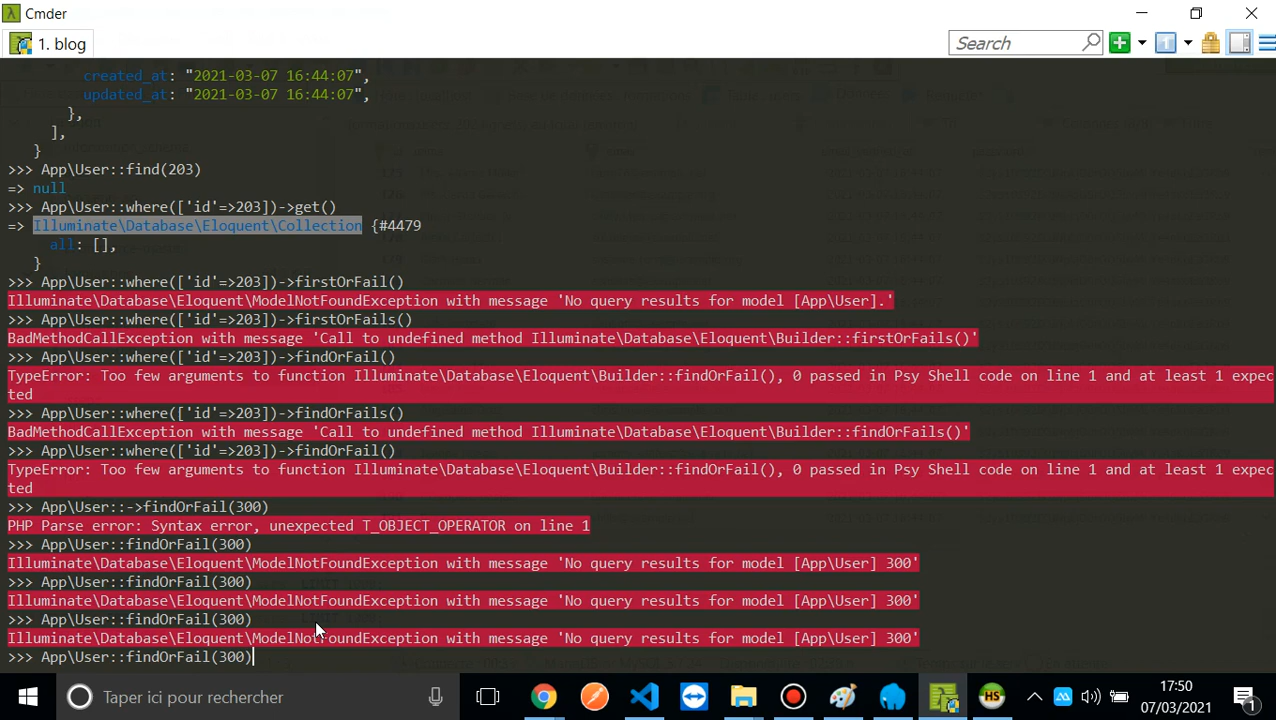 Cmder
1. blog
Search
created_at: "2021-03-07 16:44:07",
updated_at: "2021-03-07 16:44:07",
},
],
}
>>> App\User::find(203)
=> null
>>> App\User::where(['id'=>203])->get()
=> Illuminate\Database\Eloquent\Collection {#4479
all: [],
}
>>> App\User::where(['id'=>203])->firstOrFail()
Illuminate\Database\Eloquent\ModelNotFoundException with message 'No query results for model [App\User].'
>>> App\User::where(['id'=>203])->firstOrFails()
BadMethodCallException with message 'Call to undefined method Illuminate\Database\Eloquent\Builder::firstOrFails()'
>>> App\User::where(['id'=>203])->findOrFail()
TypeError: Too few arguments to function Illuminate\Database\Eloquent\Builder::findOrFail(), 0 passed in Psy Shell code on line 1 and at least 1 expec
ted
>>> App\User::where(['id'=>203])->findOrFails()
BadMethodCallException with message 'Call to undefined method Illuminate\Database\Eloquent\Builder::findOrFails()'
>>> App\User::where(['id'=>203])->findOrFail()
TypeError: Too few arguments to function Illuminate\Database\Eloquent\Builder::findOrFail(), 0 passed in Psy Shell code on line 1 and at least 1 expec
ted
>>> App\User::->findOrFail(300)
PHP Parse error: Syntax error, unexpected T_OBJECT_OPERATOR on line 1
>>> App\User::findOrFail(300)
Illuminate\Database\Eloquent\ModelNotFoundException with message 'No query results for model [App\User] 300'
>>> App\User::findOrFail(300)
Illuminate\Database\Eloquent\ModelNotFoundException with message 'No query results for model [App\User] 300'
>>> App\User::findOrFail(300)
Illuminate\Database\Eloquent\ModelNotFoundException with message 'No query results for model [App\User] 300'
>>> App\User::findOrFail(300)
Taper ici pour rechercher
HS
17:50
07/03/2021
1